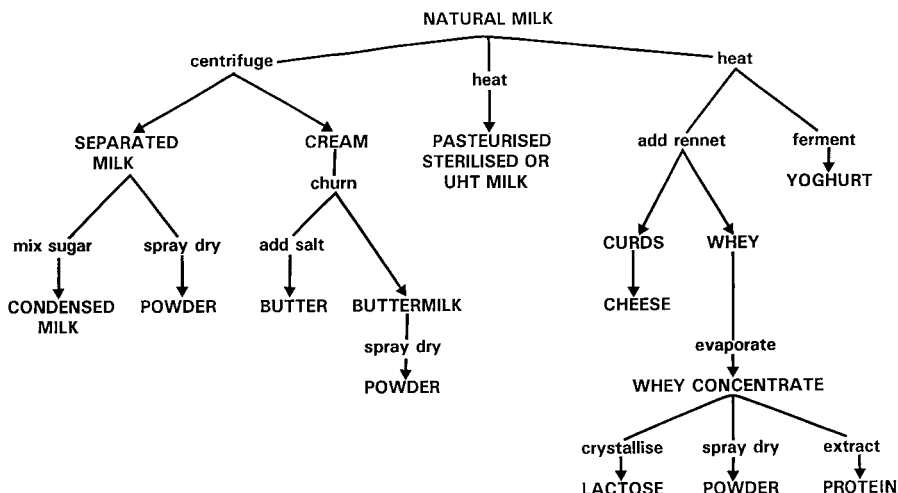 NATURAL MILK
centrifuge
heat
heat
SEPARATED
MILK
CREAM
PASTEURISED
STERILISED OR
UHT MILK
add rennet
ferment
YOGHURT
churn
mix sugar
spray dry
add salt
CURDS
WHEY
CONDENSED
MILK
POWDER
BUTTER
BUTTERMILK
CHEESE
spray dry
POWDER
evaporate
WHEY CONCENTRATE
crystallise
spray dry
extract
LACTOSE
POWDER
PROTEIN